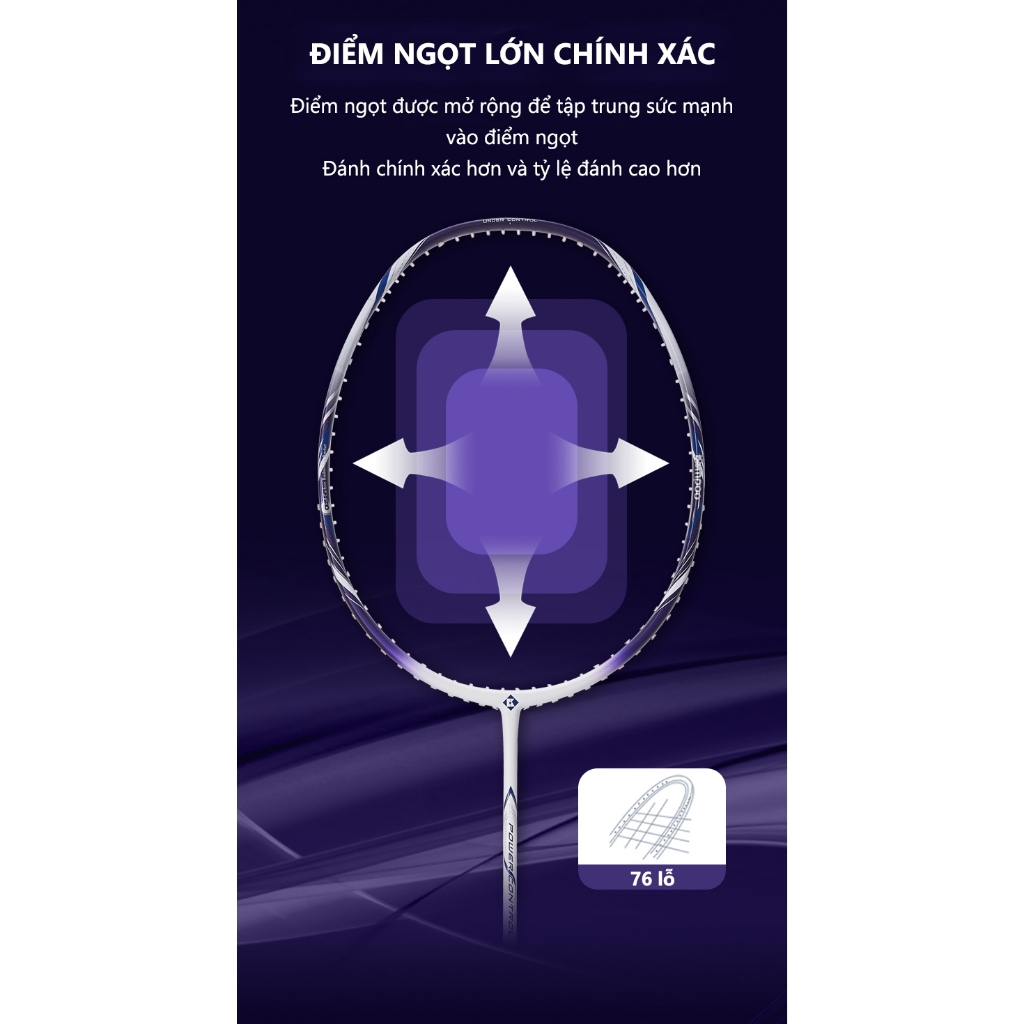 ĐIỂM NGỌT LỚN CHÍNH XÁC
Điểm ngọt được mở rộng để tập trung sức mạnh
vào điểm ngọt
Đánh chính xác hơn và tỷ lệ đánh cao hơn
UNDER CONTROL
POWER CONTROL
76 lỗ